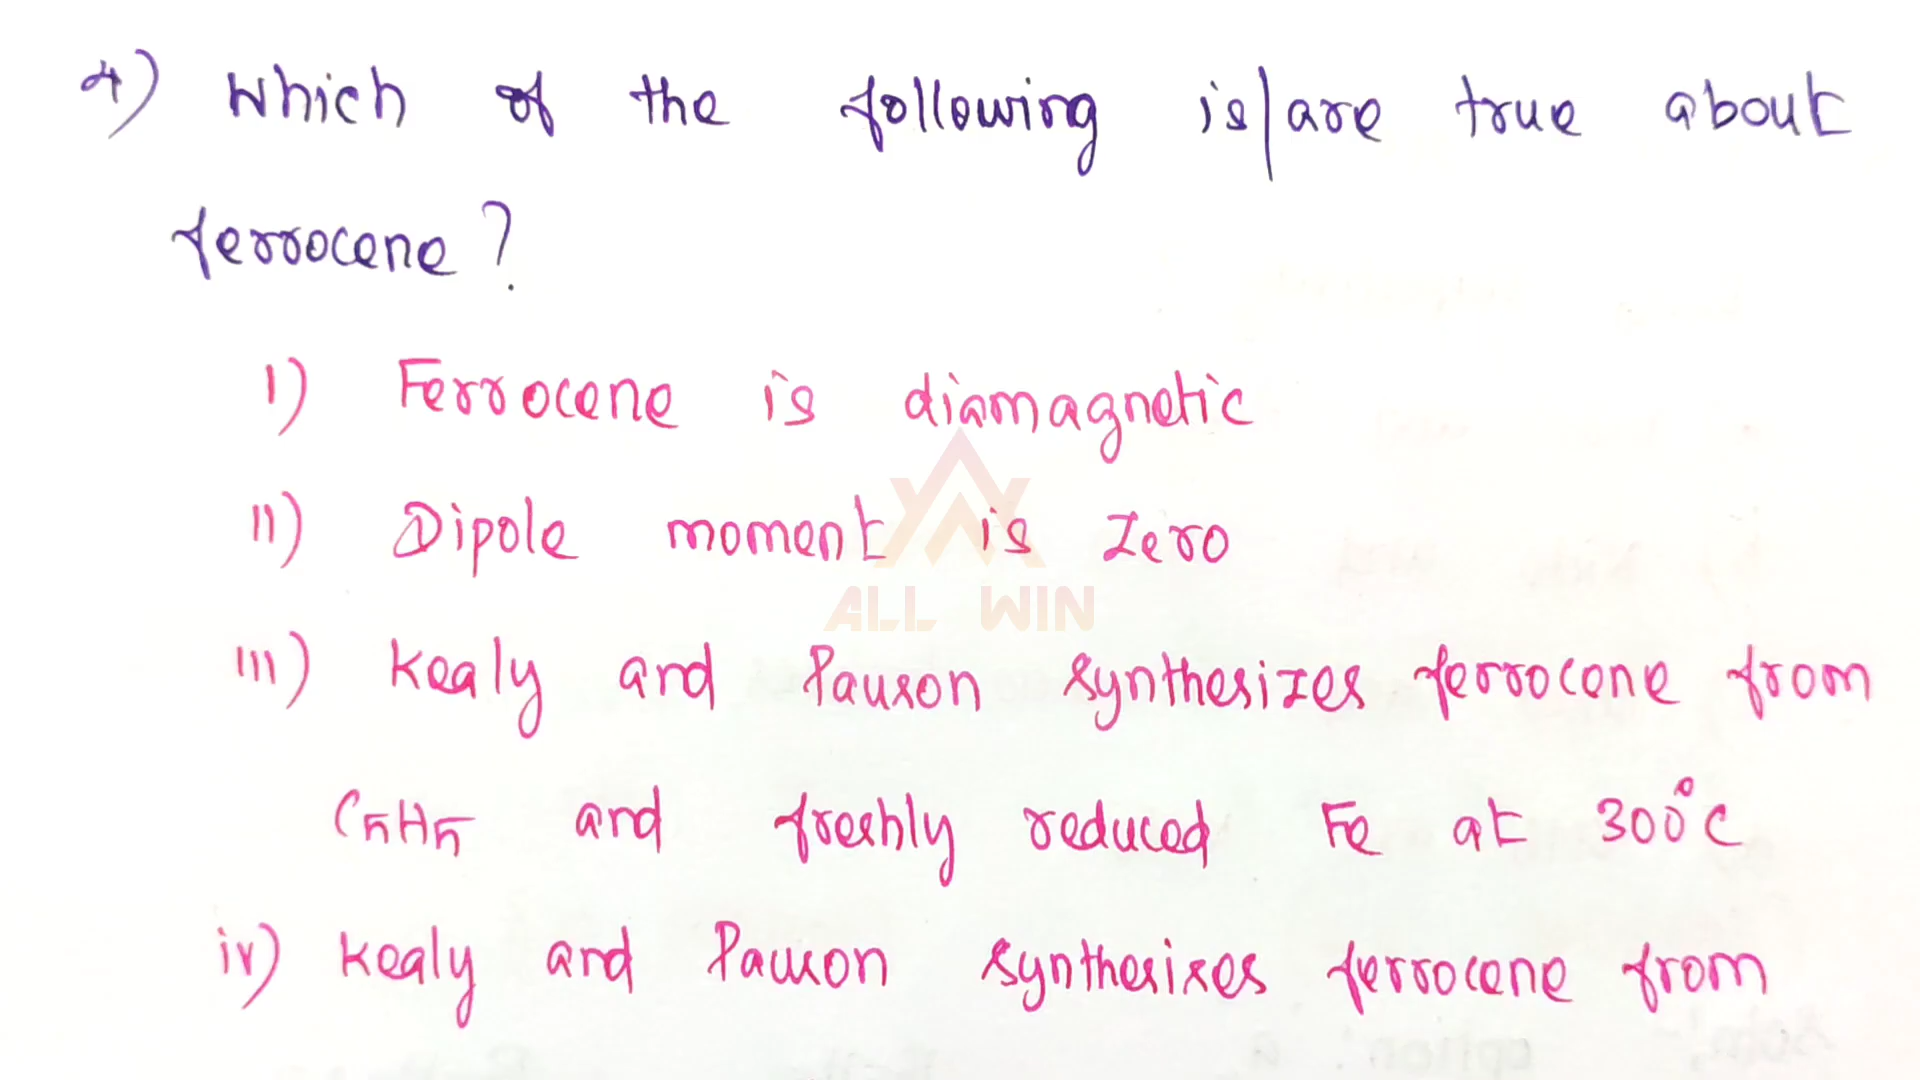 4) Which of the following is/are true about
ferrocene?
I) Ferrocene is diamagnetic
II) Dipole moment is zero
ALL WIN
III) Kealy and Pauson synthesizes ferrocene from
C5H5 and freshly reduced Fe at 300°C
iv) Kealy and Pauson synthesizes ferrocene from